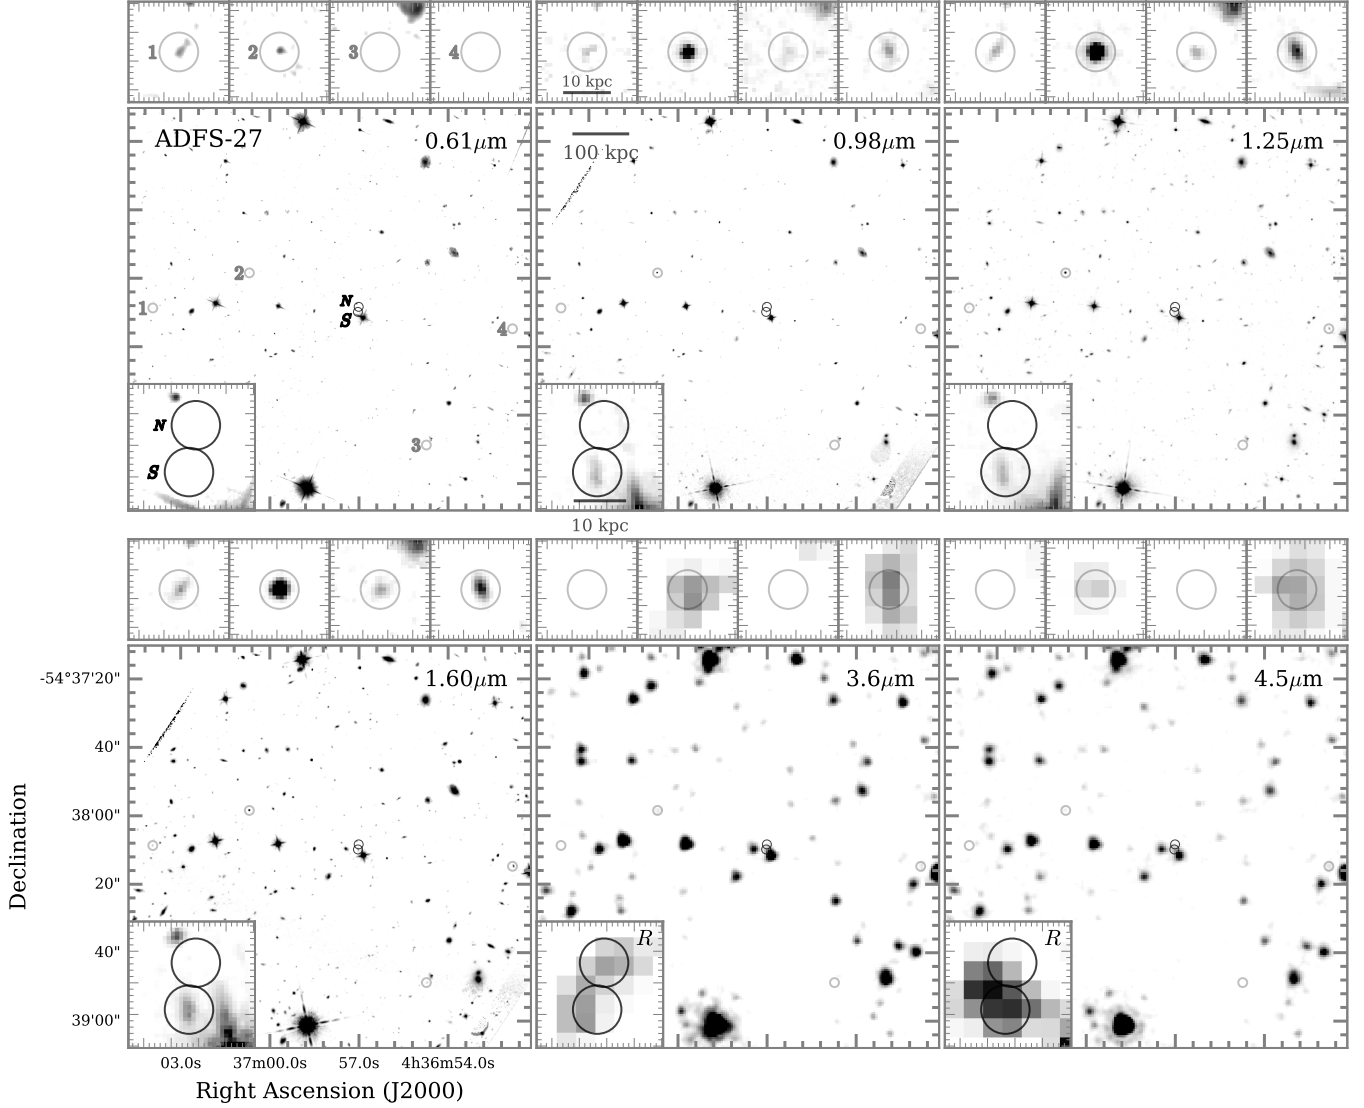 1 2 3 4
10 kpc
ADFS-27 0.61μm
100 kpc 0.98μm
1.25μm
2
1 N
S 4
3
N
S
10 kpc
-54°37'20" 1.60μm 3.6μm 4.5μm
40"
38'00"
20"
40" R R
39'00"
03.0s 37m00.0s 57.0s 4h36m54.0s
Right Ascension (J2000)
Declination